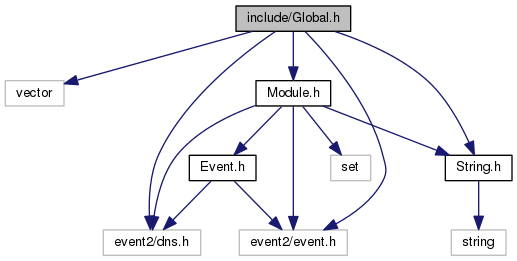 include/Global.h
vector
Module.h
Event.h
set
String.h
event2/dns.h
event2/event.h
string